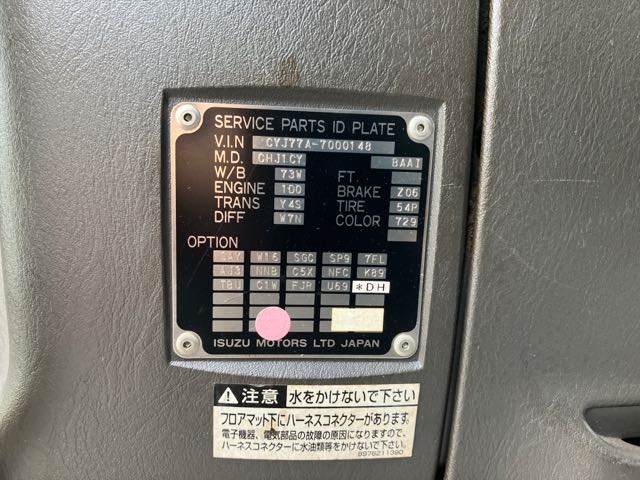 SERVICE PARTS ID PLATE
V.I.N CYJ77A-7000148
M.D. CHJ1CY BAAI
W/B 73W FT
ENGINE 100 BRAKE Z06
TRANS Y4S TIRE 54P
DIFF W7N COLOR 729
OPTION
CAY W16 SGC SP9 7FL
AJ3 NNB C5X NFC K89
TBU C1W FJR U69 *DH
ISUZU MOTORS LTD JAPAN
注意 水をかけないで下さい
フロアマット下にハーネスコネクターがあります。
電子機器、電気部品の故障の原因になりますので、
ハーネスコネクターに水油類等をかけないで下さい。
8976211390